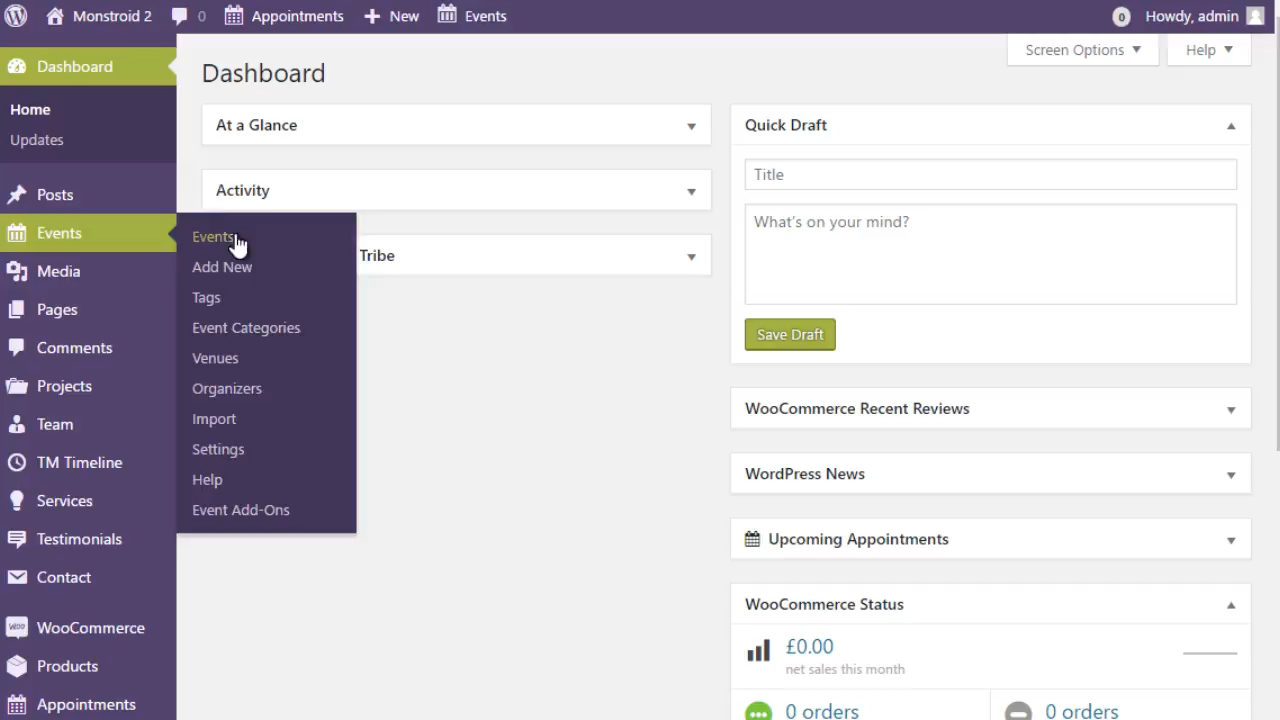 Monstroid 2
0
Appointments
New
Events
0
Howdy, admin
Dashboard
Home
Updates
Posts
Events
Media
Pages
Comments
Projects
Team
TM Timeline
Services
Testimonials
Contact
WooCommerce
Products
Appointments
Events
Add New
Tags
Event Categories
Venues
Organizers
Import
Settings
Help
Event Add-Ons
Screen Options
Help
Dashboard
At a Glance
Activity
Tribe
Quick Draft
Title
What's on your mind?
Save Draft
WooCommerce Recent Reviews
WordPress News
Upcoming Appointments
WooCommerce Status
£0.00
net sales this month
0 orders
0 orders